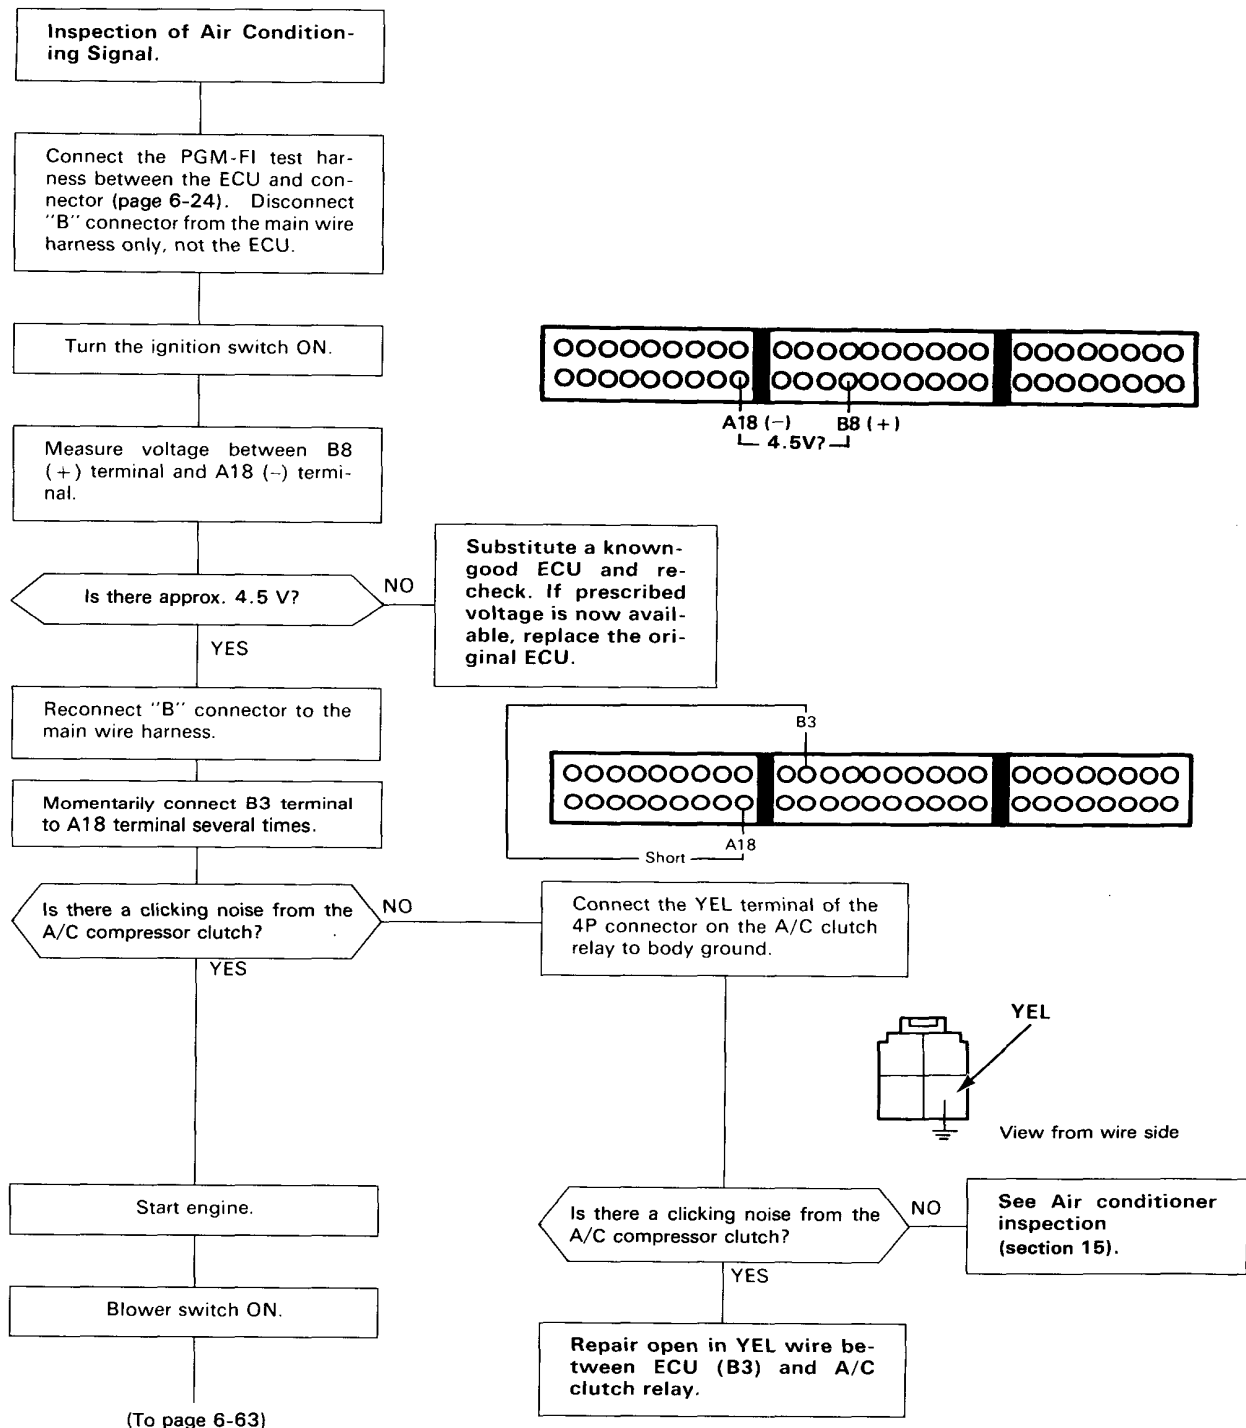 Inspection of Air Condition-
ing Signal.
Connect the PGM-FI test har-
ness between the ECU and con-
nector (page 6-24). Disconnect
"B" connector from the main wire
harness only, not the ECU.
Turn the ignition switch ON.
A18 (−) B8 (+)
4.5V?
Measure voltage between B8
(+) terminal and A18 (−) termi-
nal.
Is there approx. 4.5 V?
NO
Substitute a known-
good ECU and re-
check. If prescribed
voltage is now avail-
able, replace the ori-
ginal ECU.
YES
Reconnect "B" connector to the
main wire harness.
B3
Momentarily connect B3 terminal
to A18 terminal several times.
A18
Short
Is there a clicking noise from the
A/C compressor clutch?
NO
Connect the YEL terminal of the
4P connector on the A/C clutch
relay to body ground.
YES
YEL
View from wire side
Start engine.
Is there a clicking noise from the
A/C compressor clutch?
NO
See Air conditioner
inspection
(section 15).
YES
Blower switch ON.
Repair open in YEL wire be-
tween ECU (B3) and A/C
clutch relay.
(To page 6-63)